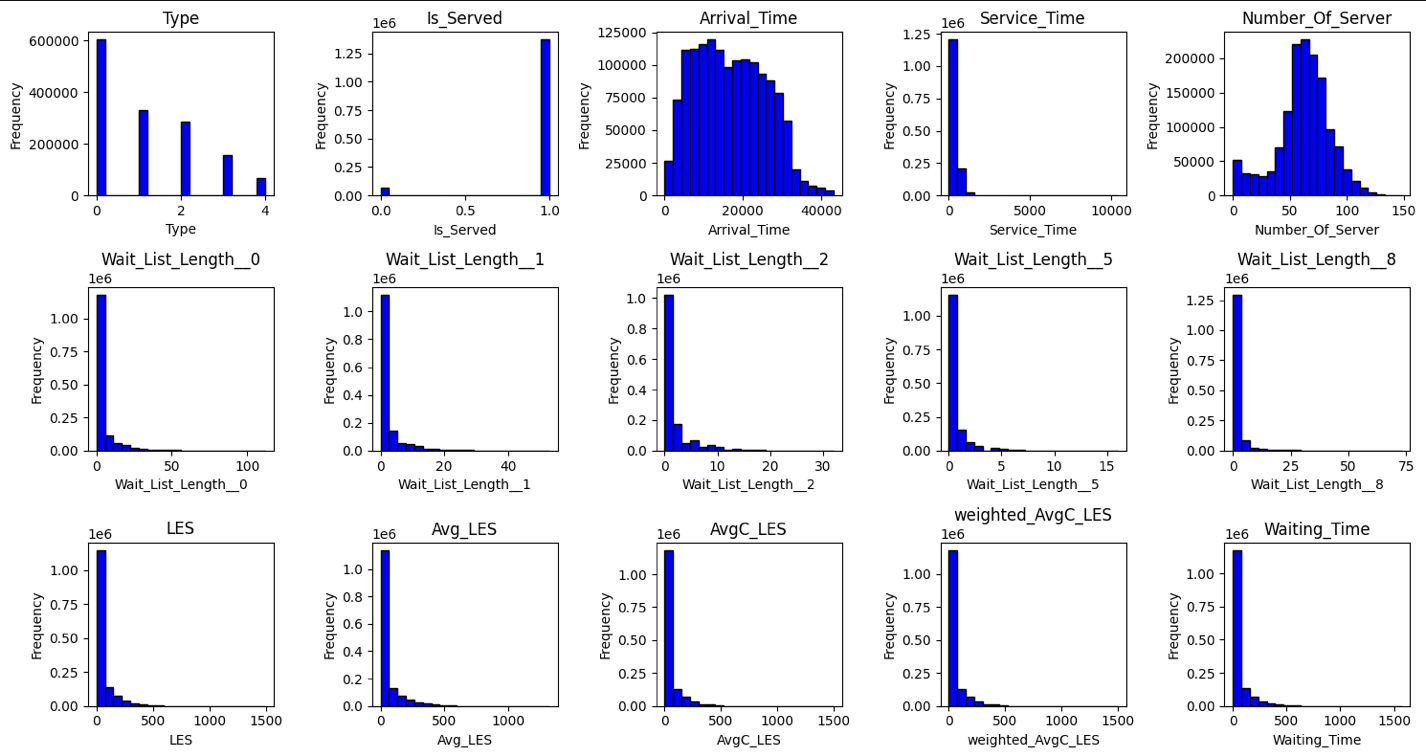 Type
1e6
Is_Served
Arrival_Time
1e6
Service_Time
Number_Of_Server
600000
400000
200000
0
Frequency
0 2 4
Type
1.25
1.00
0.75
0.50
0.25
0.00
Frequency
0.0 0.5 1.0
Is_Served
125000
100000
75000
50000
25000
0
Frequency
0 20000 40000
Arrival_Time
1.25
1.00
0.75
0.50
0.25
0.00
Frequency
0 5000 10000
Service_Time
200000
150000
100000
50000
0
Frequency
0 50 100 150
Number_Of_Server
Wait_List_Length__0
1e6
1.00
0.75
0.50
0.25
0.00
Frequency
0 50 100
Wait_List_Length__0
Wait_List_Length__1
1e6
1.0
0.8
0.6
0.4
0.2
0.0
Frequency
0 20 40
Wait_List_Length__1
Wait_List_Length__2
1e6
1.0
0.8
0.6
0.4
0.2
0.0
Frequency
0 10 20 30
Wait_List_Length__2
Wait_List_Length__5
1e6
1.00
0.75
0.50
0.25
0.00
Frequency
0 5 10 15
Wait_List_Length__5
Wait_List_Length__8
1e6
1.25
1.00
0.75
0.50
0.25
0.00
Frequency
0 25 50 75
Wait_List_Length__8
LES
1e6
1.00
0.75
0.50
0.25
0.00
Frequency
0 500 1000 1500
LES
Avg_LES
1e6
1.0
0.8
0.6
0.4
0.2
0.0
Frequency
0 500 1000
Avg_LES
AvgC_LES
1e6
1.00
0.75
0.50
0.25
0.00
Frequency
0 500 1000 1500
AvgC_LES
weighted_AvgC_LES
1e6
1.00
0.75
0.50
0.25
0.00
Frequency
0 500 1000 1500
weighted_AvgC_LES
Waiting_Time
1e6
1.00
0.75
0.50
0.25
0.00
Frequency
0 500 1000 1500
Waiting_Time